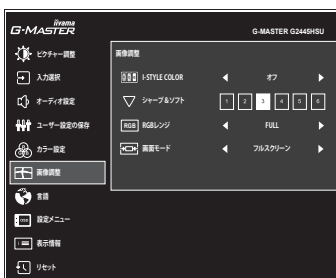 iiyama
G-MASTER
G-MASTER G2445HSU
ピクチャー調整
入力選択
オーディオ設定
ユーザー設定の保存
カラー設定
画像調整
言語
設定メニュー
表示情報
リセット
画像調整
i-STYLE COLOR オフ
シャープ&ソフト 1 2 3 4 5 6
RGB RGBレンジ FULL
画面モード フルスクリーン
OSD